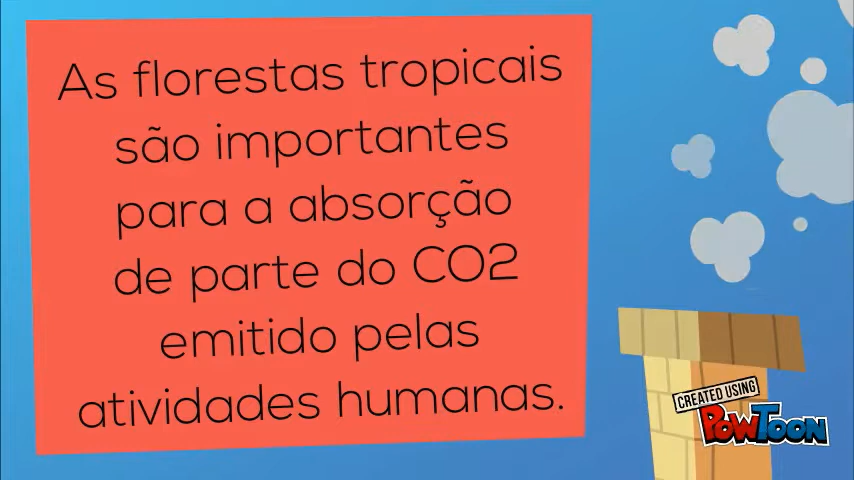 As florestas tropicais
são importantes
para a absorção
de parte do CO2
emitido pelas
atividades humanas.
CREATED USING
POWTOON